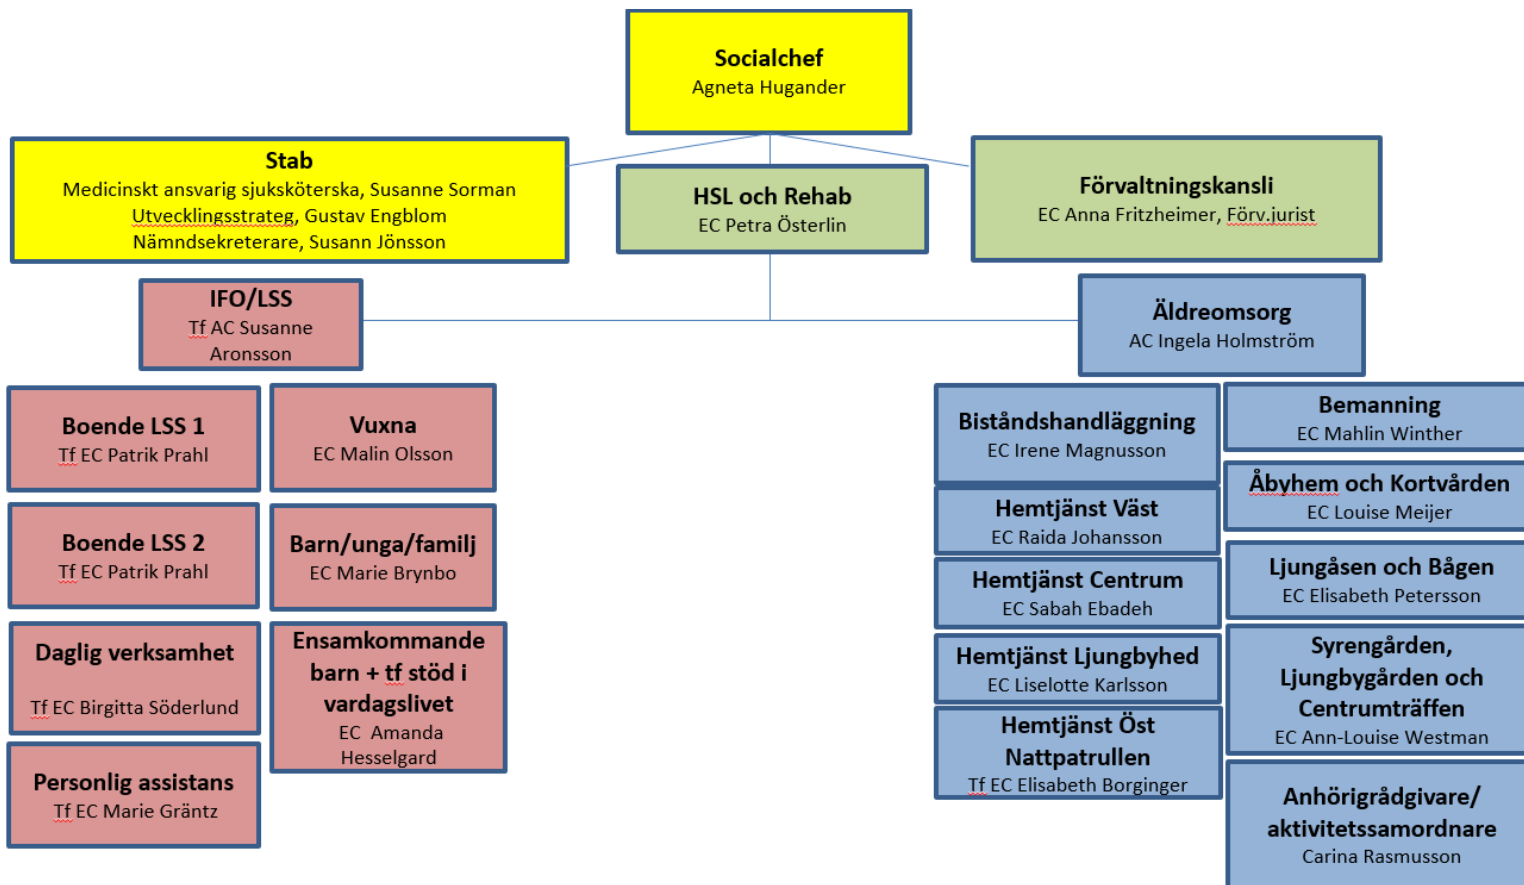 Socialchef
Agneta Hugander
Stab
Medicinskt ansvarig sjuksköterska, Susanne Sorman
Utvecklingsstrateg, Gustav Engblom
Nämndsekreterare, Susann Jönsson
HSL och Rehab
EC Petra Österlin
Förvaltningskansli
EC Anna Fritzheimer, Förv.jurist
IFO/LSS
Tf AC Susanne
Aronsson
Äldreomsorg
AC Ingela Holmström
Boende LSS 1
Tf EC Patrik Prahl
Vuxna
EC Malin Olsson
Boende LSS 2
Tf EC Patrik Prahl
Barn/unga/familj
EC Marie Brynbo
Daglig verksamhet
Tf EC Birgitta Söderlund
Ensamkommande
barn + tf stöd i
vardagslivet
EC  Amanda
Hesselgard
Personlig assistans
Tf EC Marie Gräntz
Biståndshandläggning
EC Irene Magnusson
Hemtjänst Väst
EC Raida Johansson
Hemtjänst Centrum
EC Sabah Ebadeh
Hemtjänst Ljungbyhed
EC Liselotte Karlsson
Hemtjänst Öst
Nattpatrullen
Tf EC Elisabeth Borginger
Bemanning
EC Mahlin Winther
Åbyhem och Kortvården
EC Louise Meijer
Ljungåsen och Bågen
EC Elisabeth Petersson
Syrengården,
Ljungbygården och
Centrumträffen
EC Ann-Louise Westman
Anhörigrådgivare/
aktivitetssamordnare
Carina Rasmusson